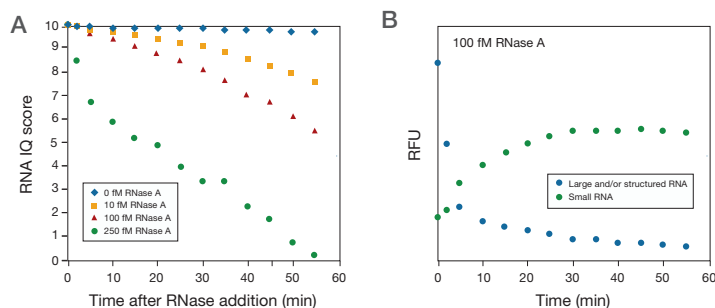 A
RNA IQ score
10
9
8
7
6
5
4
3
2
1
0
0 fM RNase A
10 fM RNase A
100 fM RNase A
250 fM RNase A
0 10 20 30 40 50 60
Time after RNase addition (min)
B
100 fM RNase A
RFU
Large and/or structured RNA
Small RNA
0 10 20 30 40 50 60
Time (min)